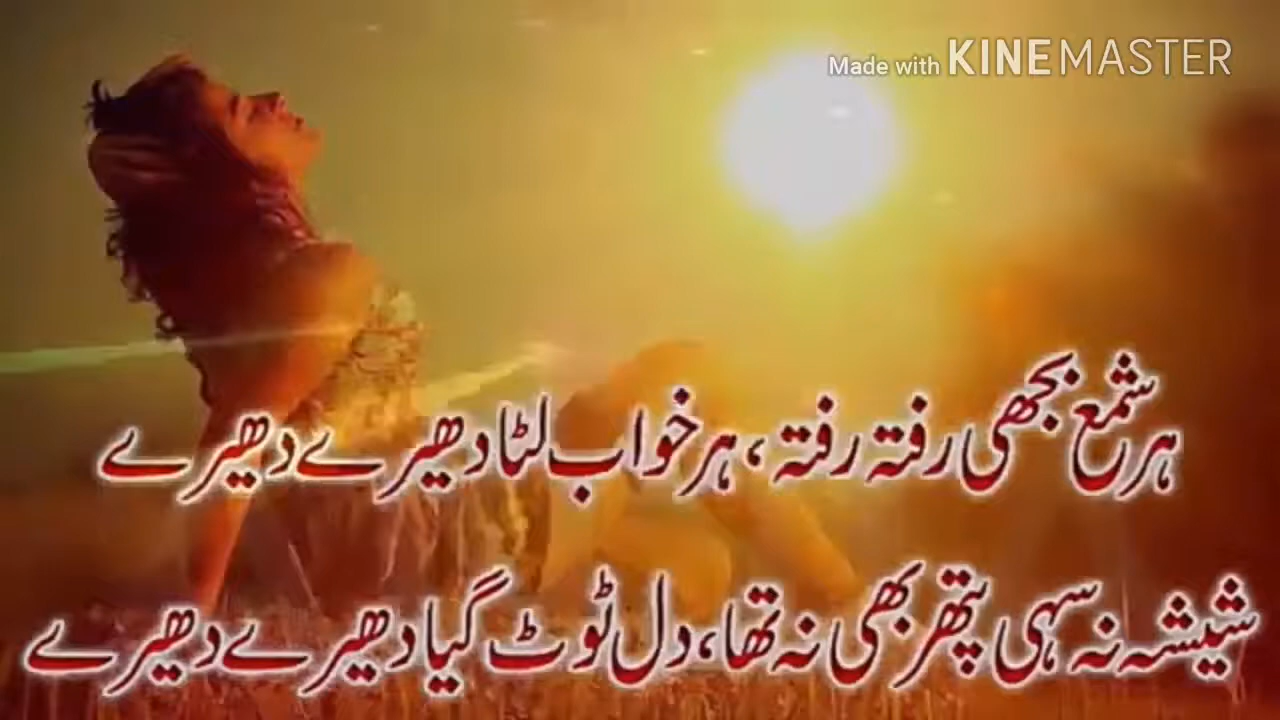 Made with KINEMASTER
ہر شمع بجھی رفتہ رفتہ، ہر خواب لٹا دھیرے دھیرے
شیشہ نہ سہی پتھر بھی نہ تھا، دل ٹوٹ گیا دھیرے دھیرے